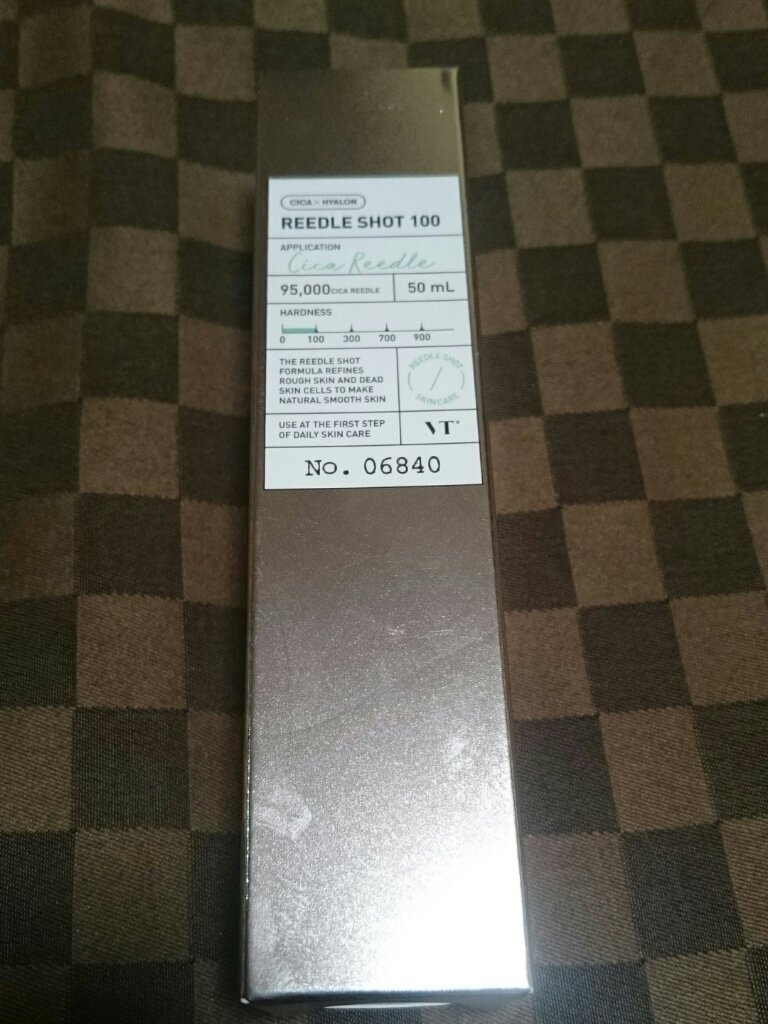 CICA × HYALON
REEDLE SHOT 100
APPLICATION
Cica Reedle
95,000 CICA REEDLE
50 mL
HARDNESS
0 100 300 700 900
THE REEDLE SHOT
FORMULA REFINES
ROUGH SKIN AND DEAD
SKIN CELLS TO MAKE
NATURAL SMOOTH SKIN
REEDLE SHOT
SKINCARE
USE AT THE FIRST STEP
OF DAILY SKIN CARE
VT®
No. 06840